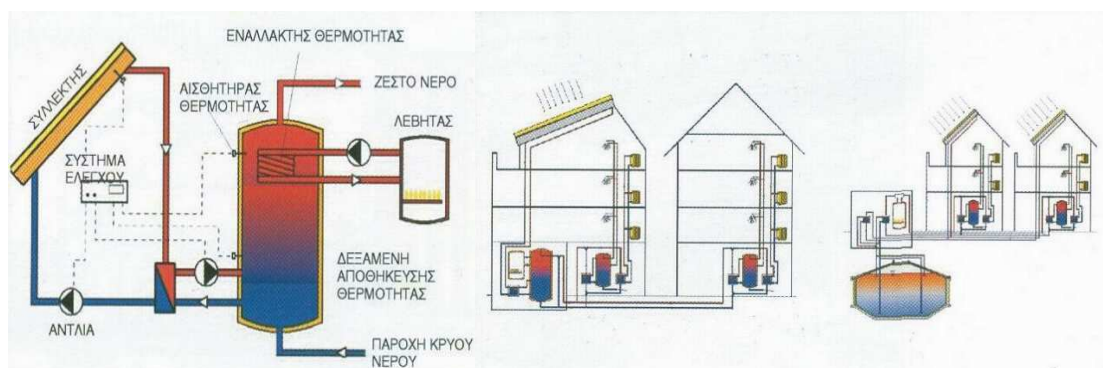 ΕΝΑΛΛΑΚΤΗΣ ΘΕΡΜΟΤΗΤΑΣ
ΣΥΛΛΕΚΤΗΣ
ΑΙΣΘΗΤΗΡΑΣ
ΘΕΡΜΟΤΗΤΑΣ
ΖΕΣΤΟ ΝΕΡΟ
ΛΕΒΗΤΑΣ
ΣΥΣΤΗΜΑ
ΕΛΕΓΧΟΥ
ΔΕΞΑΜΕΝΗ
ΑΠΟΘΗΚΕΥΣΗΣ
ΘΕΡΜΟΤΗΤΑΣ
ΑΝΤΛΙΑ
ΠΑΡΟΧΗ ΚΡΥΟΥ
ΝΕΡΟΥ